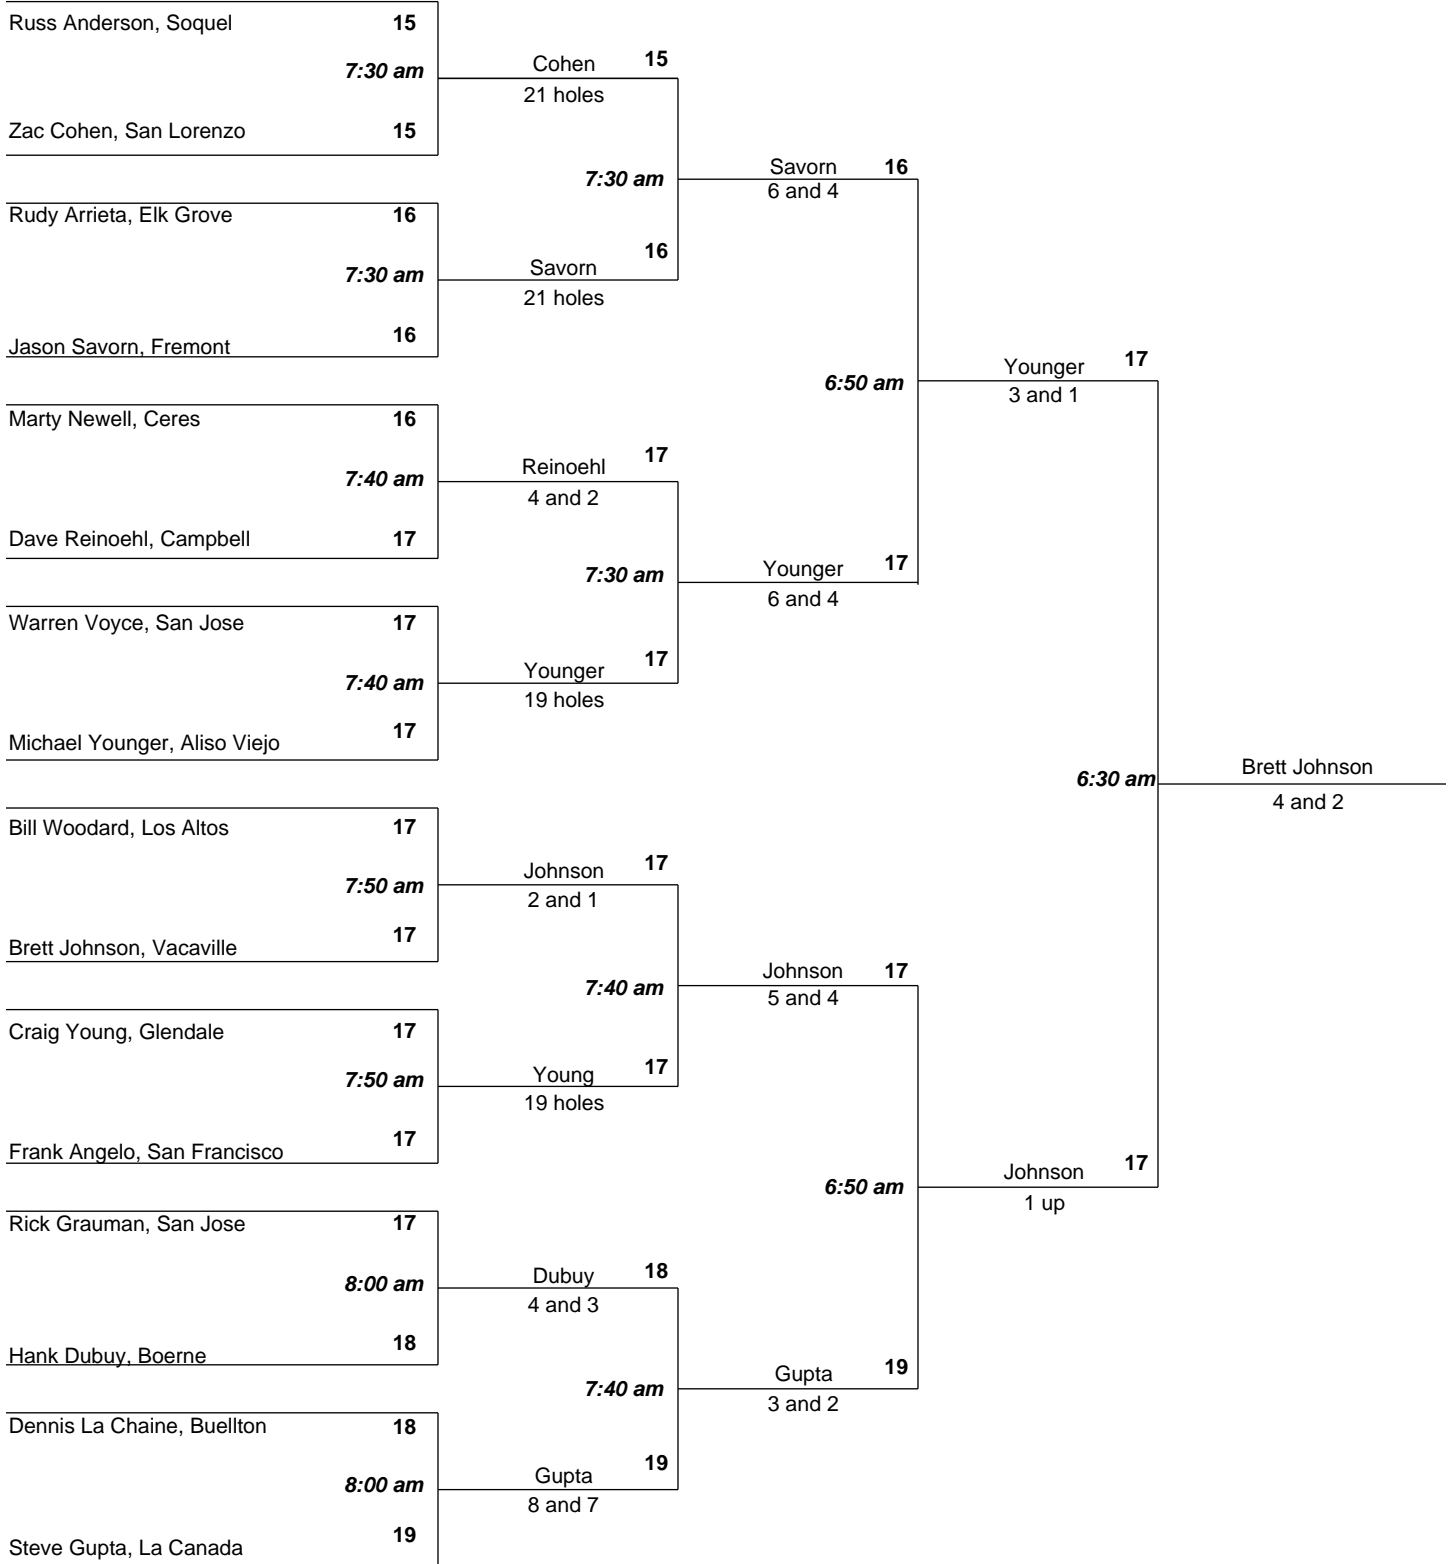 Russ Anderson, Soquel 15
7:30 am
Zac Cohen, San Lorenzo 15
Rudy Arrieta, Elk Grove 16
7:30 am
Jason Savorn, Fremont 16
Marty Newell, Ceres 16
7:40 am
Dave Reinoehl, Campbell 17
Warren Voyce, San Jose 17
7:40 am
Michael Younger, Aliso Viejo 17
Bill Woodard, Los Altos 17
7:50 am
Brett Johnson, Vacaville 17
Craig Young, Glendale 17
7:50 am
Frank Angelo, San Francisco 17
Rick Grauman, San Jose 17
8:00 am
Hank Dubuy, Boerne 18
Dennis La Chaine, Buellton 18
8:00 am
Steve Gupta, La Canada 19
Cohen 15
21 holes
7:30 am
Savorn 16
21 holes
Reinoehl 17
4 and 2
7:30 am
Younger 17
19 holes
Johnson 17
2 and 1
7:40 am
Young 17
19 holes
Dubuy 18
4 and 3
7:40 am
Gupta 19
8 and 7
Savorn 16
6 and 4
6:50 am
Younger 17
6 and 4
Johnson 17
5 and 4
6:50 am
Gupta 19
3 and 2
Younger 17
3 and 1
6:30 am
Johnson 17
1 up
Brett Johnson
4 and 2